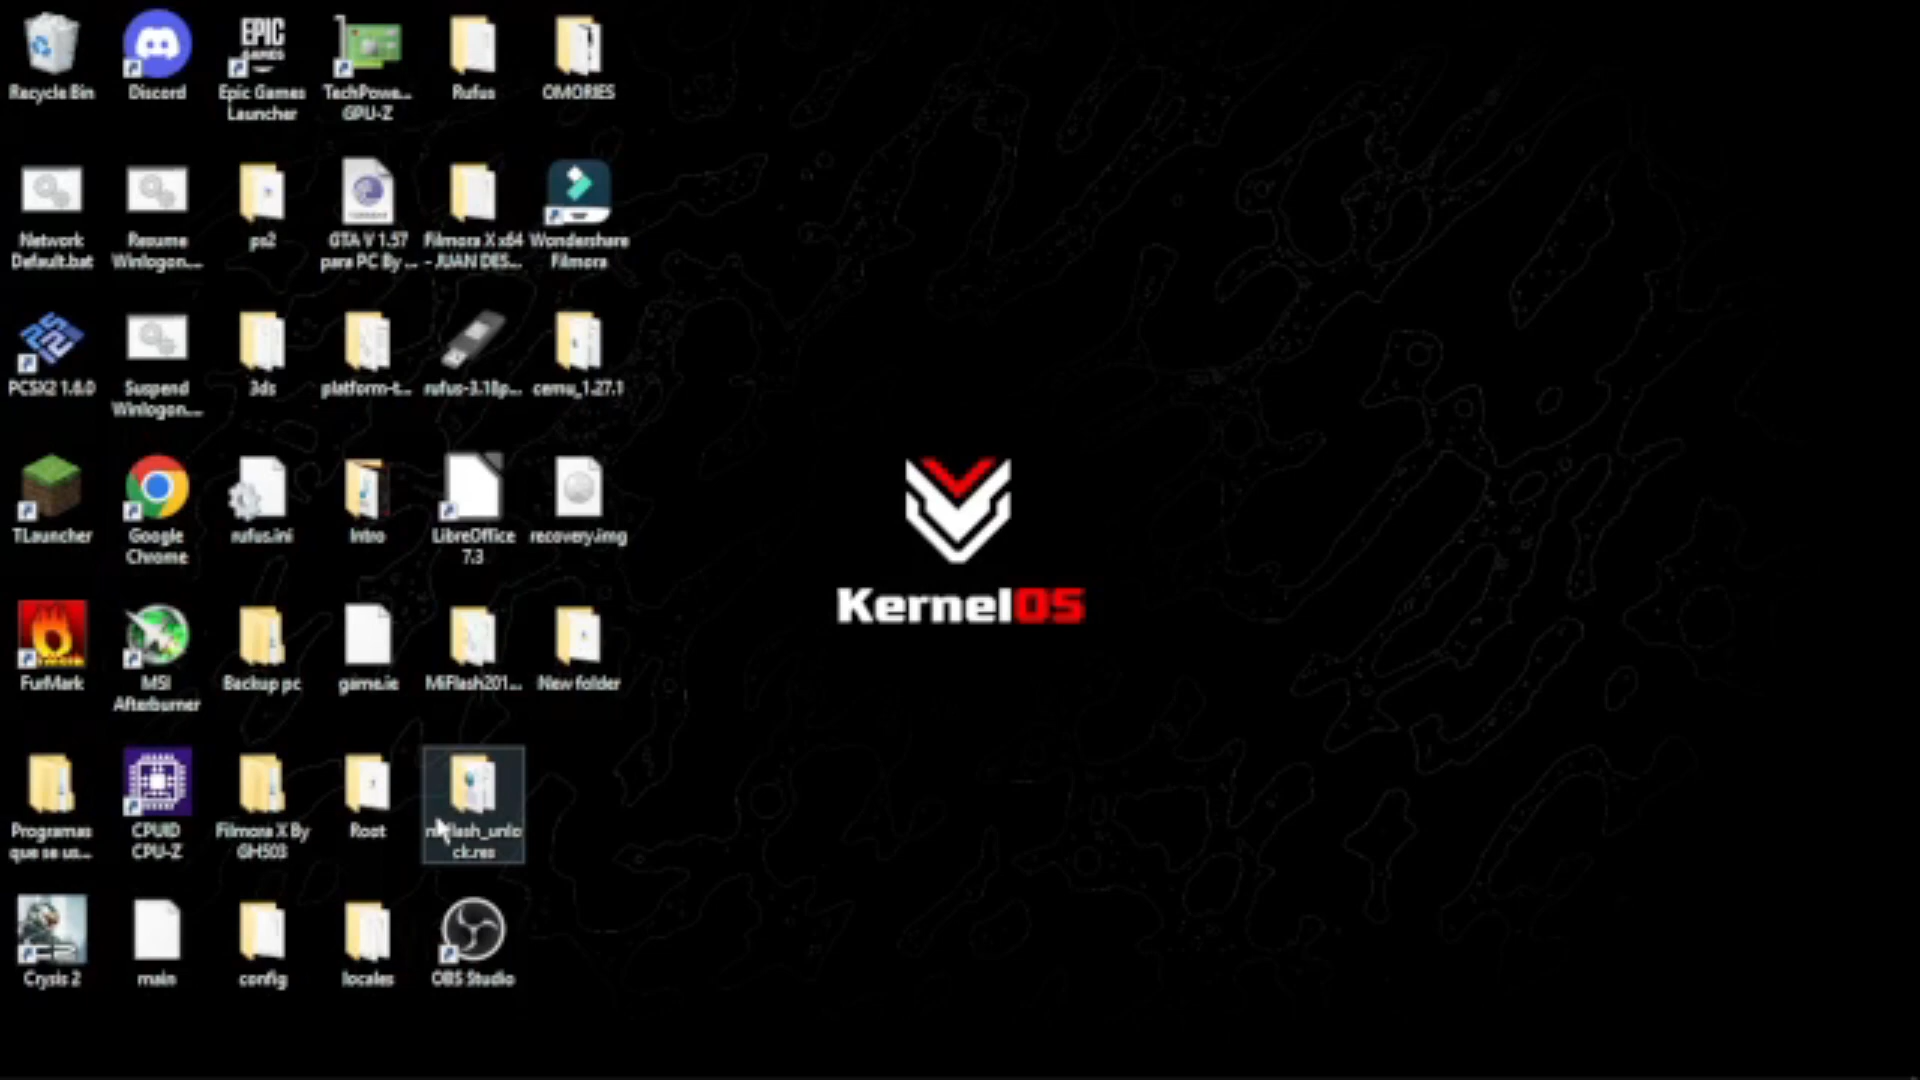 Recycle Bin
Discord
EPIC
GAMES
Epic Games
Launcher
TechPowe...
GPU-Z
Rufus
OMORIES
Network
Default.bat
Resume
Winlogon....
ps2
GTA V 1.57
para PC By ...
Filmora X x64
- JUAN DES...
Wondershare
Filmora
PCSX2 1.6.0
Suspend
Winlogon....
3ds
platform-t...
rufus-3.18p...
cemu_1.27.1
TLauncher
Google
Chrome
rufus.ini
Intro
LibreOffice
7.3
recovery.img
KernelOS
FurMark
MSI
Afterburner
Backup pc
game.ie
MiFlash201...
New folder
Programas
que se us...
CPUID
CPU-Z
Filmora X By
GH503
Root
ck.res
Crysis 2
main
config
locales
OBS Studio